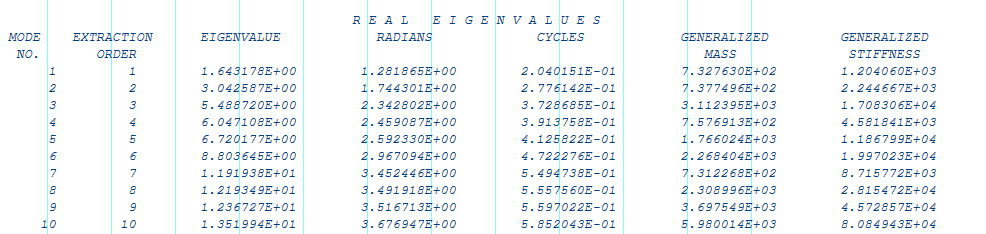 R E A L   E I G E N V A L U E S
MODE EXTRACTION EIGENVALUE RADIANS CYCLES GENERALIZED GENERALIZED
NO. ORDER MASS STIFFNESS
1 1 1.643178E+00 1.281865E+00 2.040151E-01 7.327630E+02 1.204060E+03
2 2 3.042587E+00 1.744301E+00 2.776142E-01 7.377496E+02 2.244667E+03
3 3 5.488720E+00 2.342802E+00 3.728685E-01 3.112395E+03 1.708306E+04
4 4 6.047108E+00 2.459087E+00 3.913758E-01 7.576913E+02 4.581841E+03
5 5 6.720177E+00 2.592330E+00 4.125822E-01 1.766024E+03 1.186799E+04
6 6 8.803645E+00 2.967094E+00 4.722276E-01 2.268404E+03 1.997023E+04
7 7 1.191938E+01 3.452446E+00 5.494738E-01 7.312268E+02 8.715772E+03
8 8 1.219349E+01 3.491918E+00 5.557560E-01 2.308996E+03 2.815472E+04
9 9 1.236727E+01 3.516713E+00 5.597022E-01 3.697549E+03 4.572857E+04
10 10 1.351994E+01 3.676947E+00 5.852043E-01 5.980014E+03 8.084943E+04